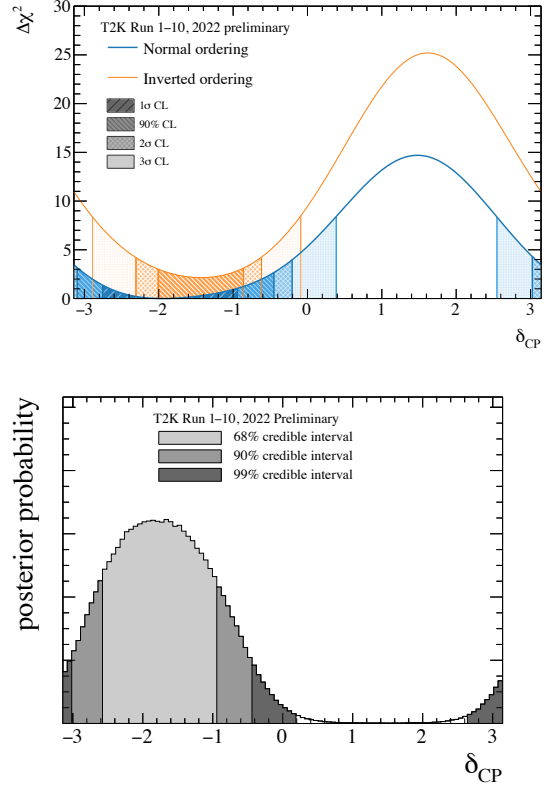 T2K Run 1–10, 2022 preliminary
Δχ²
30
25
20
15
10
5
0
Normal ordering
Inverted ordering
1σ CL
90% CL
2σ CL
3σ CL
−3 −2 −1 0 1 2 3
δCP
T2K Run 1–10, 2022 Preliminary
68% credible interval
90% credible interval
99% credible interval
posterior probability
−3 −2 −1 0 1 2 3
δCP